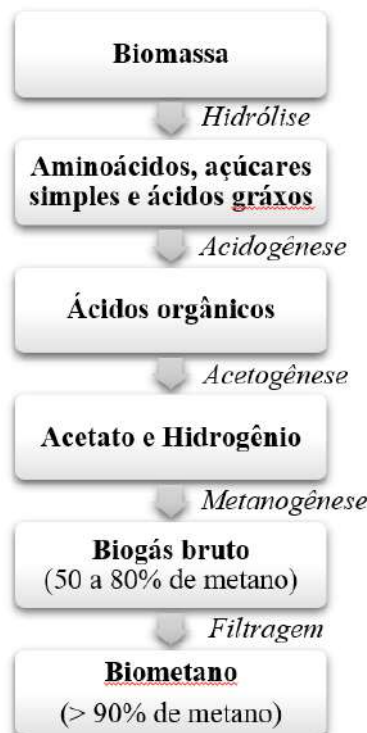 Biomassa
Hidrólise
Aminoácidos, açúcares
simples e ácidos gráxos
Acidogênese
Ácidos orgânicos
Acetogênese
Acetato e Hidrogênio
Metanogênese
Biogás bruto
(50 a 80% de metano)
Filtragem
Biometano
(> 90% de metano)